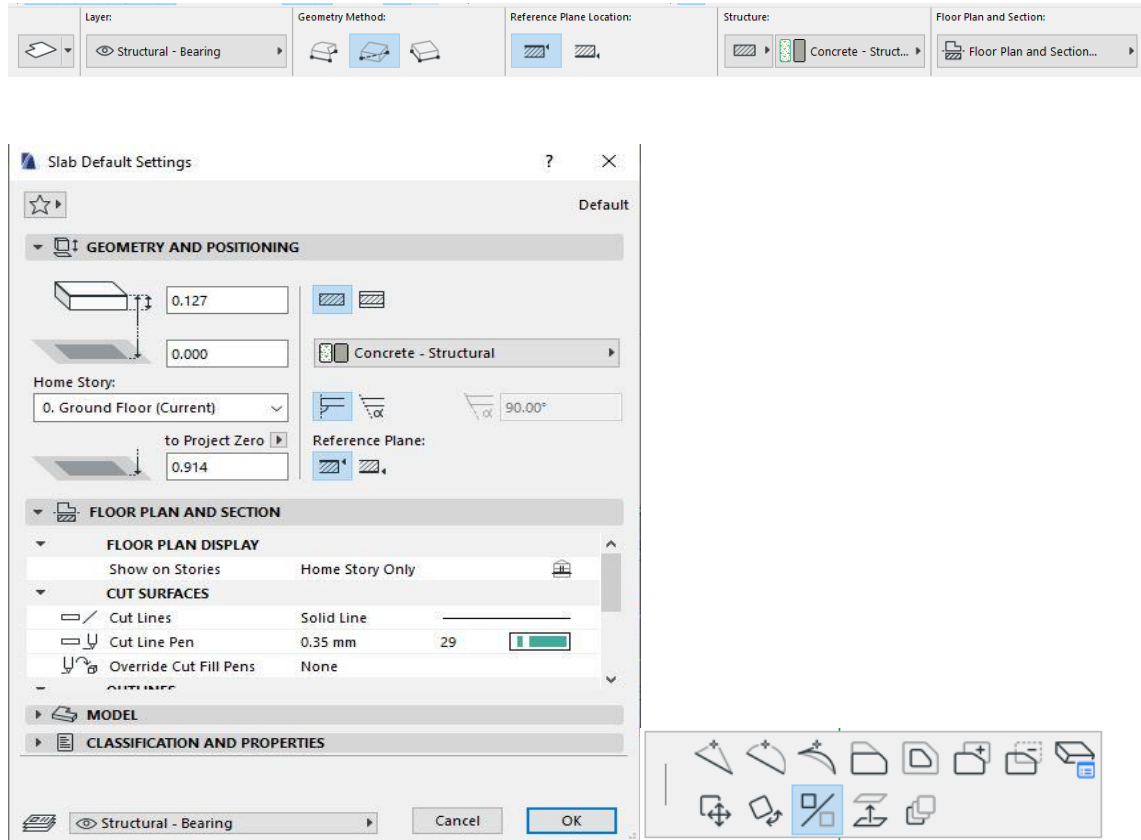 Layer:
Geometry Method:
Reference Plane Location:
Structure:
Floor Plan and Section:
Structural - Bearing
Concrete - Struct...
Floor Plan and Section...
Slab Default Settings
?
Default
GEOMETRY AND POSITIONING
0.127
0.000
Concrete - Structural
Home Story:
0. Ground Floor (Current)
α
α
90.00°
to Project Zero
Reference Plane:
0.914
FLOOR PLAN AND SECTION
FLOOR PLAN DISPLAY
Show on Stories Home Story Only
CUT SURFACES
Cut Lines Solid Line
Cut Line Pen 0.35 mm 29
Override Cut Fill Pens None
OUTLINES
MODEL
CLASSIFICATION AND PROPERTIES
Structural - Bearing
Cancel
OK